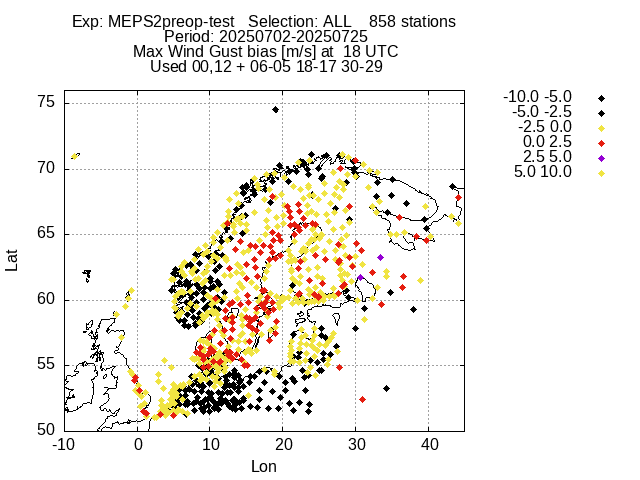 Exp: MEPS2preop-test   Selection: ALL    858 stations
Period: 20250702-20250725
Max Wind Gust bias [m/s] at  18 UTC
Used 00,12 + 06-05 18-17 30-29
-10.0 -5.0
-5.0 -2.5
-2.5 0.0
0.0 2.5
2.5 5.0
5.0 10.0
75
70
65
60
55
50
Lat
-10 0 10 20 30 40
Lon